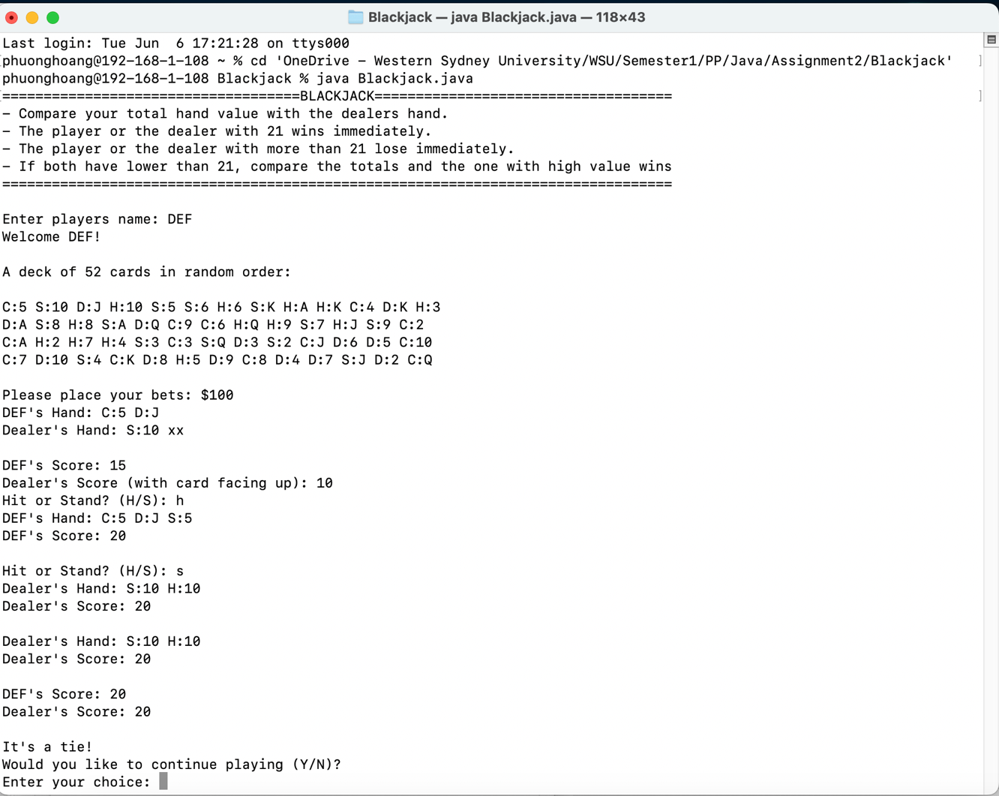 Blackjack — java Blackjack.java — 118×43
Last login: Tue Jun  6 17:21:28 on ttys000
phuonghoang@192-168-1-108 ~ % cd 'OneDrive - Western Sydney University/WSU/Semester1/PP/Java/Assignment2/Blackjack'
phuonghoang@192-168-1-108 Blackjack % java Blackjack.java
====================================BLACKJACK====================================
- Compare your total hand value with the dealers hand.
- The player or the dealer with 21 wins immediately.
- The player or the dealer with more than 21 lose immediately.
- If both have lower than 21, compare the totals and the one with high value wins
=================================================================================
Enter players name: DEF
Welcome DEF!
A deck of 52 cards in random order:
C:5 S:10 D:J H:10 S:5 S:6 H:6 S:K H:A H:K C:4 D:K H:3
D:A S:8 H:8 S:A D:Q C:9 C:6 H:Q H:9 S:7 H:J S:9 C:2
C:A H:2 H:7 H:4 S:3 C:3 S:Q D:3 S:2 C:J D:6 D:5 C:10
C:7 D:10 S:4 C:K D:8 H:5 D:9 C:8 D:4 D:7 S:J D:2 C:Q
Please place your bets: $100
DEF's Hand: C:5 D:J
Dealer's Hand: S:10 xx
DEF's Score: 15
Dealer's Score (with card facing up): 10
Hit or Stand? (H/S): h
DEF's Hand: C:5 D:J S:5
DEF's Score: 20
Hit or Stand? (H/S): s
Dealer's Hand: S:10 H:10
Dealer's Score: 20
Dealer's Hand: S:10 H:10
Dealer's Score: 20
DEF's Score: 20
Dealer's Score: 20
It's a tie!
Would you like to continue playing (Y/N)?
Enter your choice: